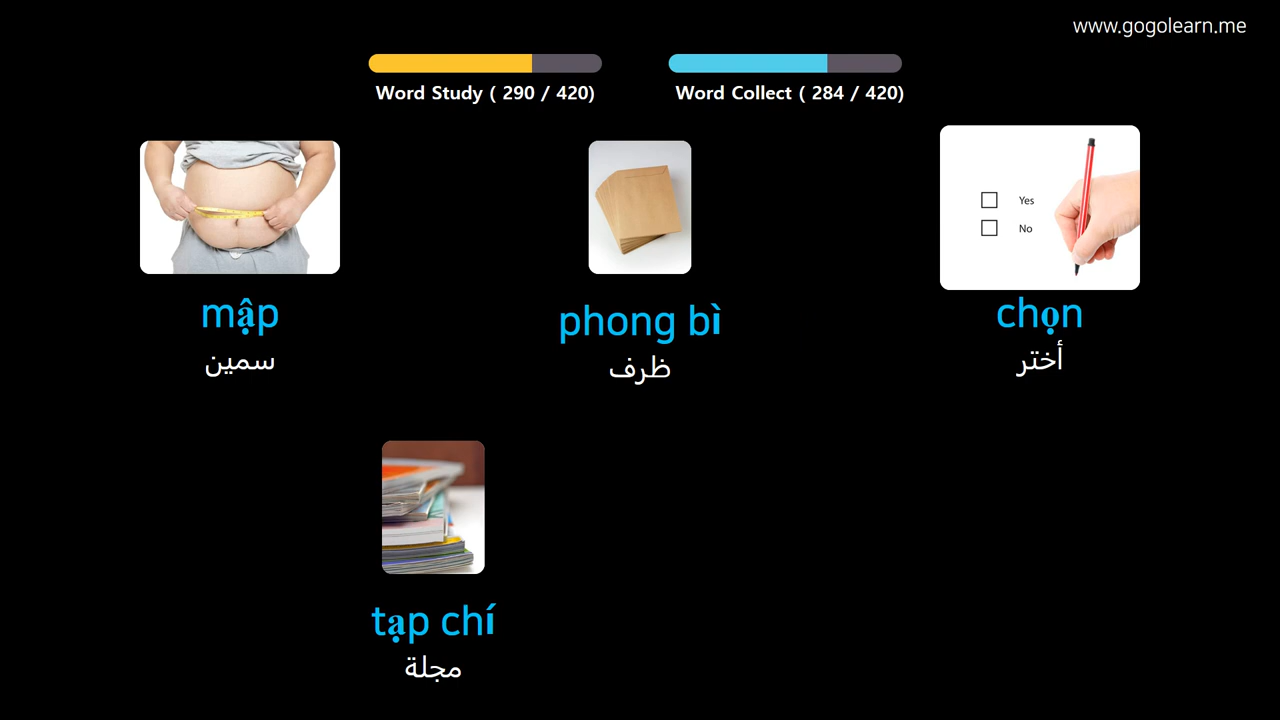 www.gogolearn.me
Word Study ( 290 / 420)
Word Collect ( 284 / 420)
Yes
No
mập
سمين
phong bì
ظرف
chọn
أختر
tạp chí
مجلة